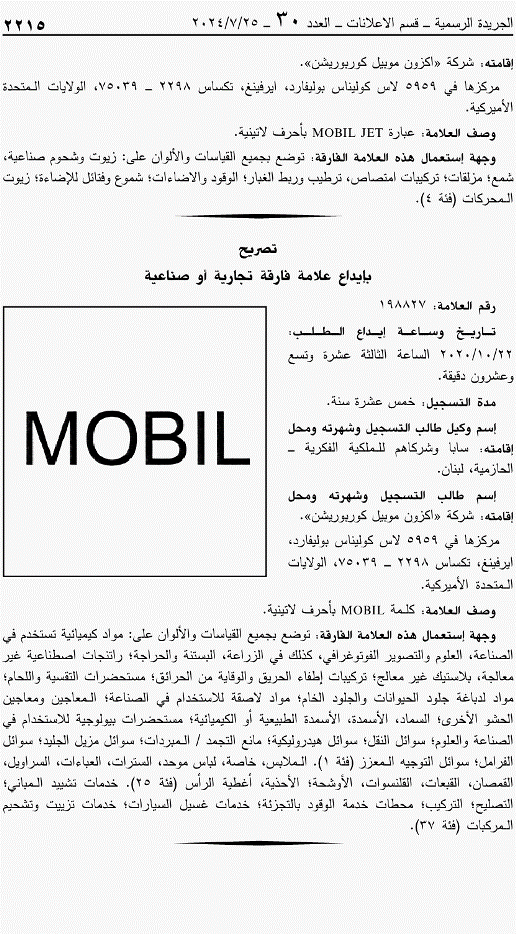 الجريدة الرسمية ــ قسم الاعلانات ــ العدد ٣٠ ــ ٢٠٢٤/٧/٢٥
٢٢١٥
إقامته: شركة «اكزون موبيل كوربوريشن».
مركزها في ٥٩٥٩ لاس كوليناس بوليفارد، ايرفينغ، تكساس ٢٢٩٨ ــ ٧٥٠٣٩، الولايات المتحدة
الأميركية.
وصف العلامة: عبارة MOBIL JET بأحرف لاتينية.
وجهة إستعمال هذه العلامة الفارقة: توضع بجميع القياسات والألوان على: زيوت وشحوم صناعية،
شمع؛ مزلقات؛ تركيبات امتصاص، ترطيب وربط الغبار؛ الوقود والاضاءات؛ شموع وفتائل للإضاءة؛ زيوت
المحركات (فئة ٤).
تصريح
بإيداع علامة فارقة تجارية أو صناعية
رقم العلامة: ١٩٨٨٢٧
تاريخ وساعة إيداع الطلب:
٢٠٢٠/١٠/٢٢ الساعة الثالثة عشرة وتسع
وعشرون دقيقة.
مدة التسجيل: خمس عشرة سنة.
إسم وكيل طالب التسجيل وشهرته ومحل
إقامته: سابا وشركاهم للملكية الفكرية ــ
الحازمية، لبنان.
إسم طالب التسجيل وشهرته ومحل
إقامته: شركة «اكزون موبيل كوربوريشن».
مركزها في ٥٩٥٩ لاس كوليناس بوليفارد،
ايرفينغ، تكساس ٢٢٩٨ ــ ٧٥٠٣٩، الولايات
المتحدة الأميركية.
MOBIL
وصف العلامة: كلمة MOBIL بأحرف لاتينية.
وجهة إستعمال هذه العلامة الفارقة: توضع بجميع القياسات والألوان على: مواد كيميائية تستخدم في
الصناعة، العلوم والتصوير الفوتوغرافي، كذلك في الزراعة، البستنة والحراجة؛ راتنجات اصطناعية غير
معالجة، بلاستيك غير معالج؛ تركيبات إطفاء الحريق والوقاية من الحرائق؛ مستحضرات التقسية واللحام؛
مواد لدباغة جلود الحيوانات والجلود الخام؛ مواد لاصقة للاستخدام في الصناعة؛ المعاجين ومعاجين
الحشو الأخرى؛ السماد، الأسمدة، الأسمدة الطبيعية أو الكيميائية؛ مستحضرات بيولوجية للاستخدام في
الصناعة والعلوم؛ سوائل النقل؛ سوائل هيدروليكية؛ مانع التجمد / المبردات؛ سوائل مزيل الجليد؛ سوائل
الفرامل؛ سوائل التوجيه المعزز (فئة ١). الملابس، خاصة، لباس موحد، السترات، العباءات، السراويل،
القمصان، القبعات، القلنسوات، الأوشحة؛ الأحذية، أغطية الرأس (فئة ٢٥). خدمات تشييد المباني؛
التصليح؛ التركيب؛ محطات خدمة الوقود بالتجزئة؛ خدمات غسيل السيارات؛ خدمات تزييت وتشحيم
المركبات (فئة ٣٧).